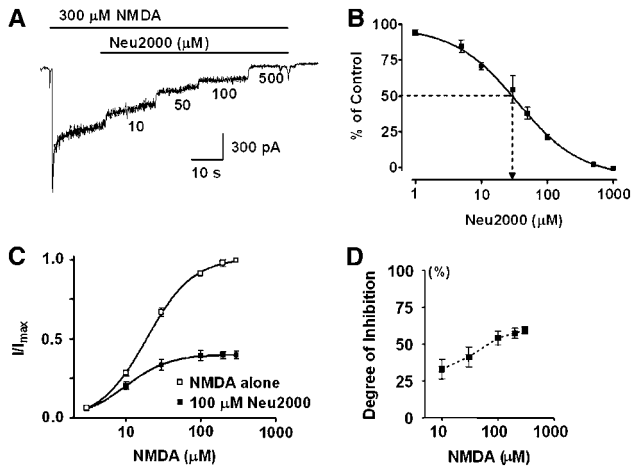 A
300 µM NMDA
Neu2000 (µM)
10
50
100
500
300 pA
10 s
B
% of Control
100
75
50
25
0
1
10
100
1000
Neu2000 (µM)
C
I/Imax
1.0
0.5
0.0
NMDA alone
100 µM Neu2000
10
100
1000
NMDA (µM)
D
(%)
Degree of Inhibition
100
75
50
25
0
10
100
1000
NMDA (µM)